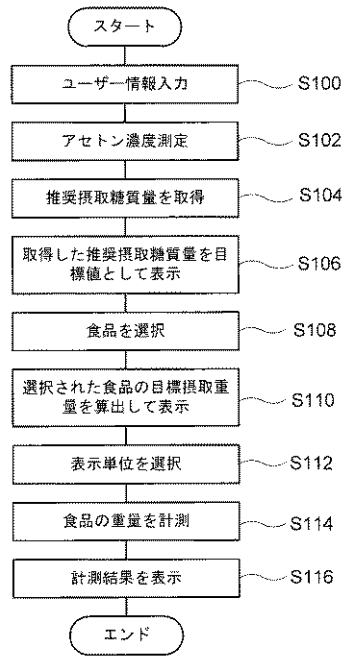 スタート
ユーザー情報入力
S100
アセトン濃度測定
S102
推奨摂取糖質量を取得
S104
取得した推奨摂取糖質量を目
標値として表示
S106
食品を選択
S108
選択された食品の目標摂取重
量を算出して表示
S110
表示単位を選択
S112
食品の重量を計測
S114
計測結果を表示
S116
エンド